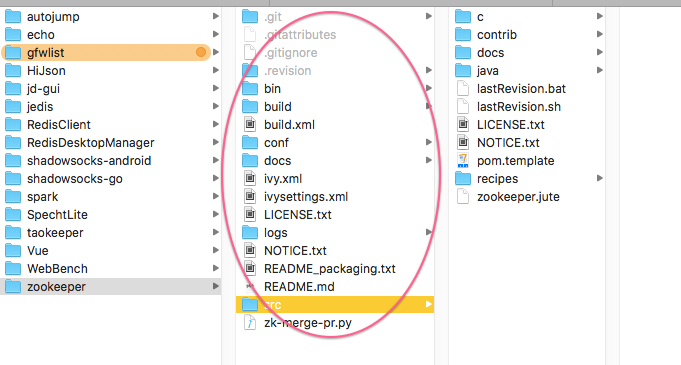 autojump
echo
gfwlist
HiJson
jd-gui
jedis
RedisClient
RedisDesktopManager
shadowsocks-android
shadowsocks-go
spark
SpechtLite
taokeeper
Vue
WebBench
zookeeper
.git
.gitattributes
.gitignore
.revision
bin
build
build.xml
conf
docs
ivy.xml
ivysettings.xml
LICENSE.txt
logs
NOTICE.txt
README_packaging.txt
README.md
src
zk-merge-pr.py
c
contrib
docs
java
lastRevision.bat
lastRevision.sh
LICENSE.txt
NOTICE.txt
pom.template
recipes
zookeeper.jute